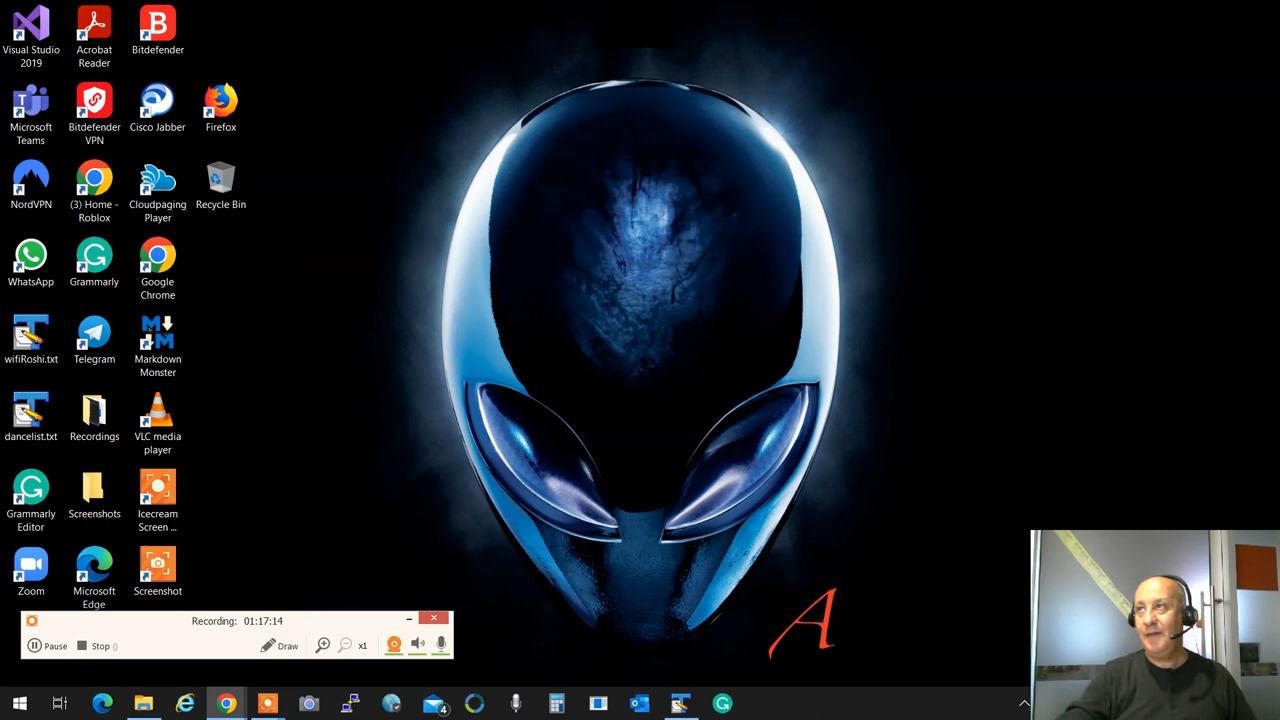 Visual Studio
2019
Acrobat
Reader
Bitdefender
Microsoft
Teams
Bitdefender
VPN
Cisco Jabber
Firefox
NordVPN
(3) Home -
Roblox
Cloudpaging
Player
Recycle Bin
WhatsApp
Grammarly
Google
Chrome
wifiRoshi.txt
Telegram
Markdown
Monster
dancelist.txt
Recordings
VLC media
player
Grammarly
Editor
Screenshots
Icecream
Screen ...
Zoom
Microsoft
Edge
Screenshot
Recording: 01:17:14
Pause
Stop ()
Draw
x1
A
4